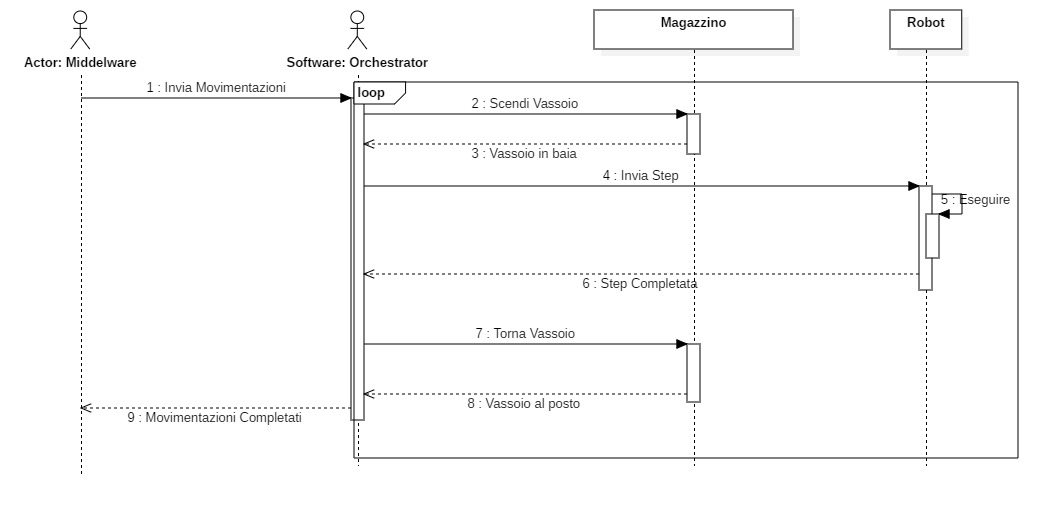 Magazzino
Robot
Actor: Middelware
Software: Orchestrator
loop
1 : Invia Movimentazioni
2 : Scendi Vassoio
3 : Vassoio in baia
4 : Invia Step
5 : Eseguire
6 : Step Completata
7 : Torna Vassoio
8 : Vassoio al posto
9 : Movimentazioni Completati